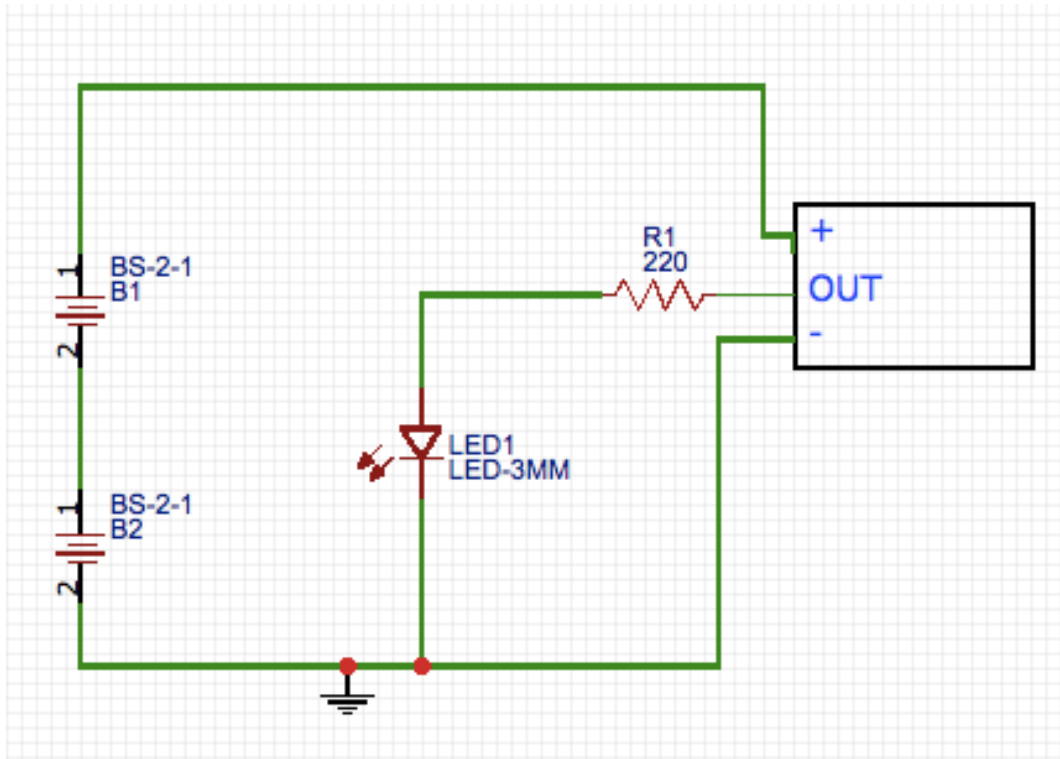 R1
220
+
OUT
-
1
BS-2-1
B1
2
LED1
LED-3MM
1
BS-2-1
B2
2